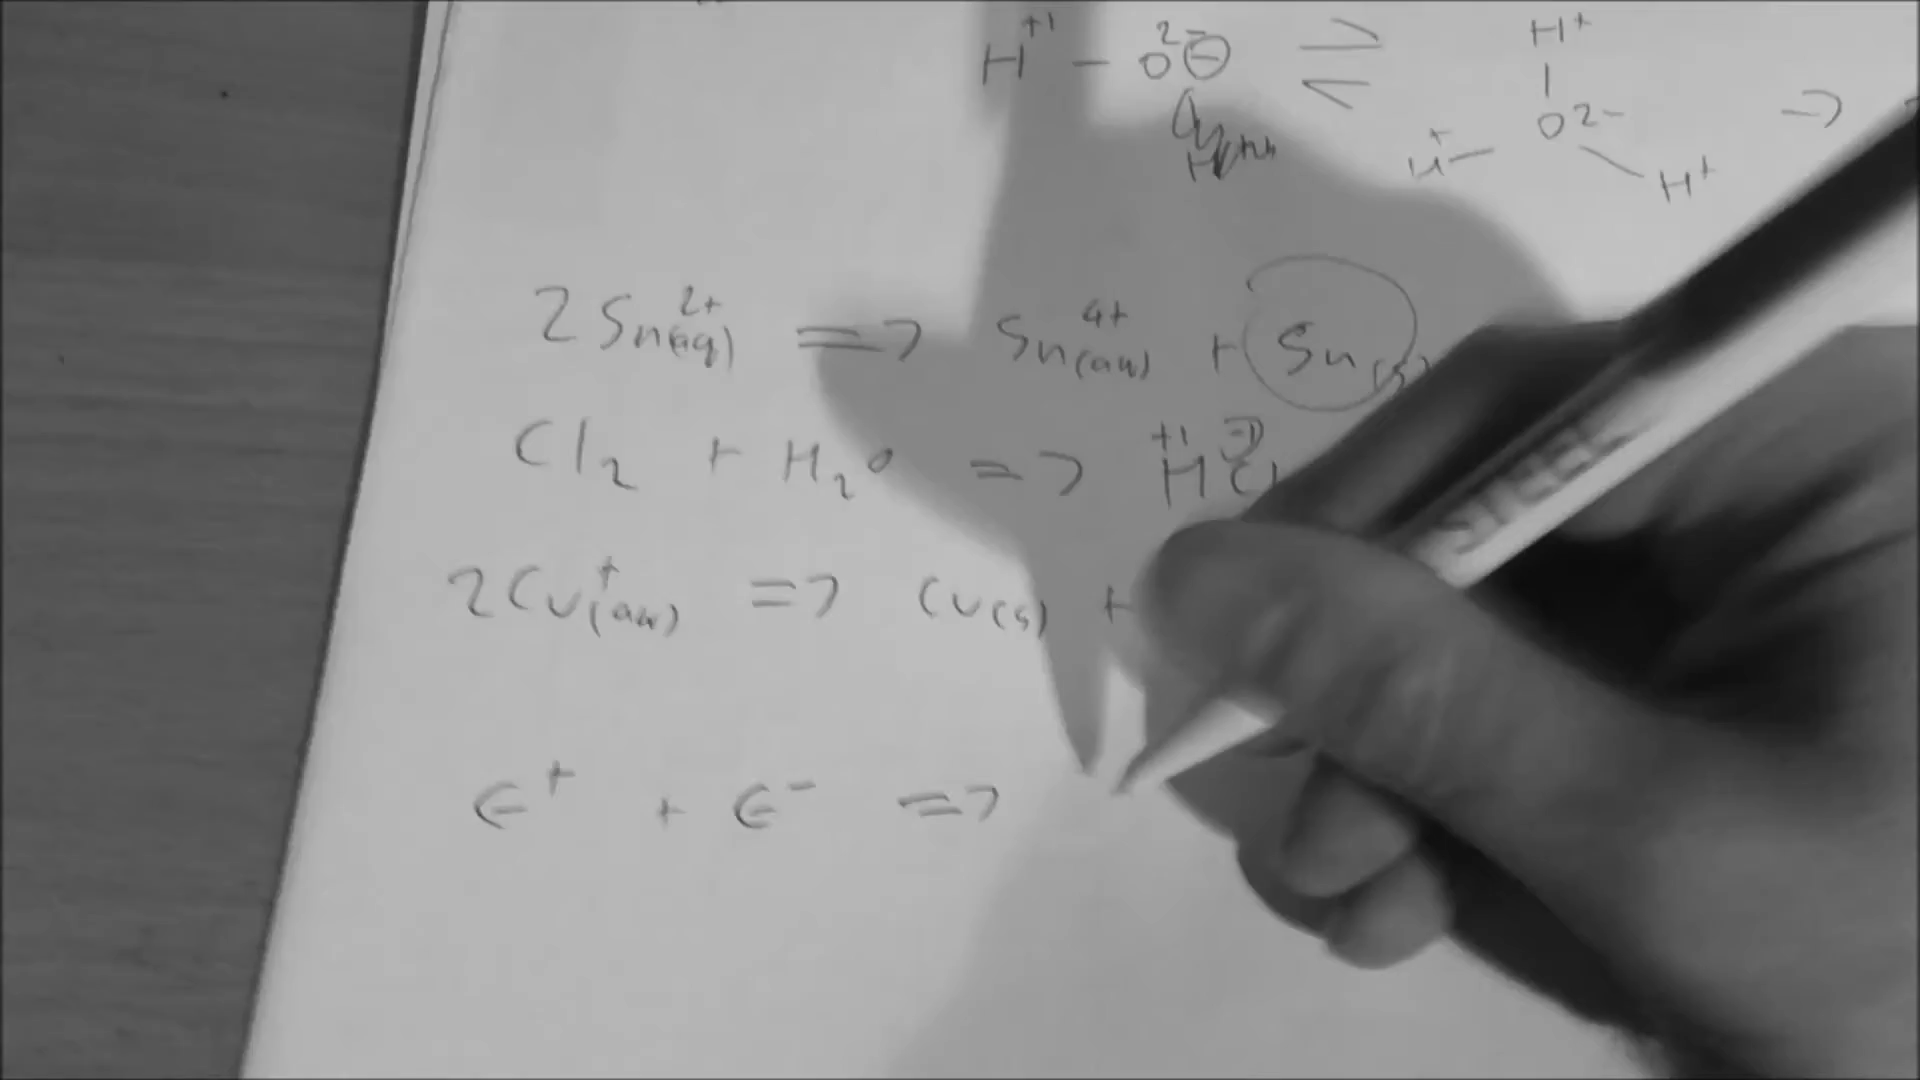 H⁺¹ - O²⁻ ⊖ ⇌ H⁺
O²⁻ →
H⁺ H⁺
2Sn²⁺(aq) => Sn⁴⁺(aq) + Sn(s)
Cl₂ + H₂O => H⁺¹Cl⁻¹
2Cu⁺(aq) => Cu(s) +
e⁺ + e⁻ =>